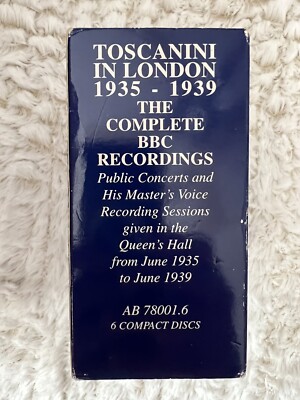 TOSCANINI
IN LONDON
1935 - 1939
THE
COMPLETE
BBC
RECORDINGS
Public Concerts and
His Master's Voice
Recording Sessions
given in the
Queen's Hall
from June 1935
to June 1939
AB 78001.6
6 COMPACT DISCS